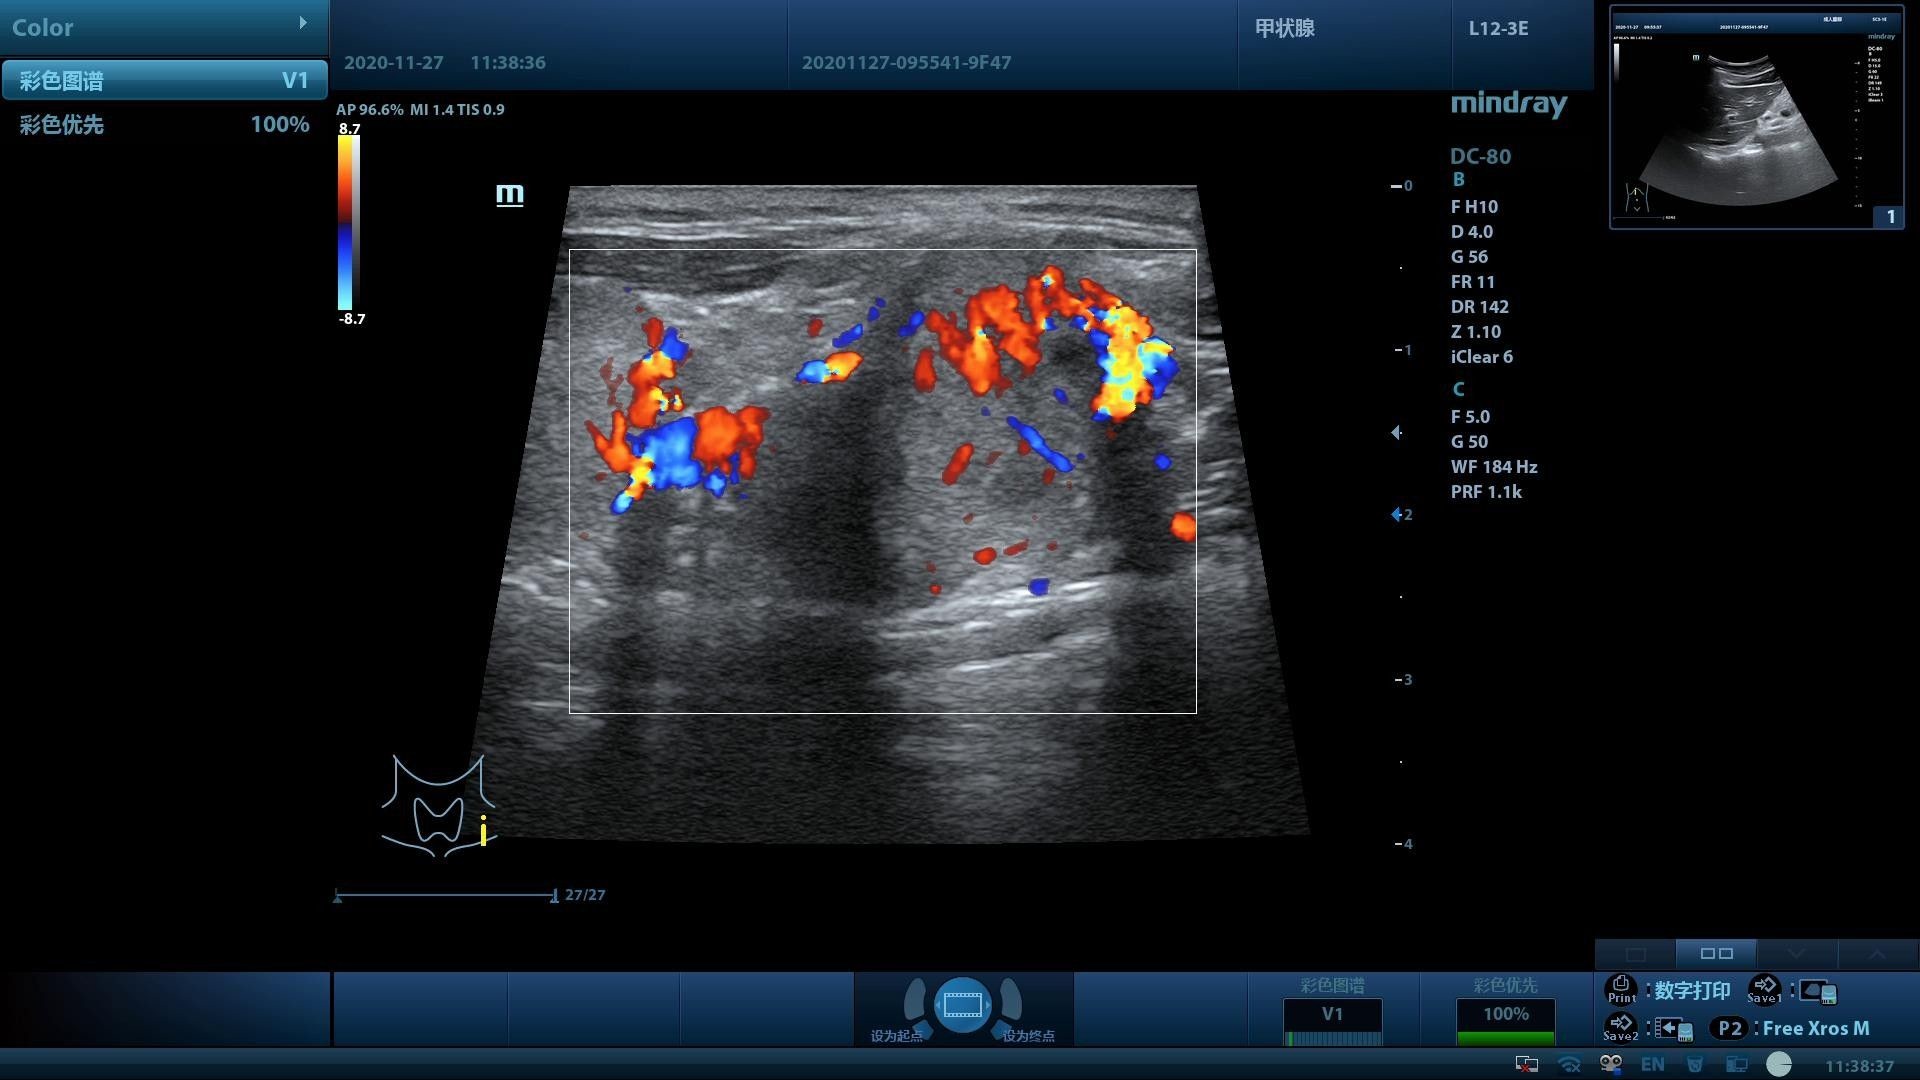 Color
彩色图谱 V1
彩色优先 100%
2020-11-27 11:38:36
20201127-095541-9F47
甲状腺
L12-3E
AP 96.6% MI 1.4 TIS 0.9
8.7
-8.7
m
mindray
DC-80
B
F H10
D 4.0
G 56
FR 11
DR 142
Z 1.10
iClear 6
C
F 5.0
G 50
WF 184 Hz
PRF 1.1k
0
1
2
3
4
i
27/27
mindray
DC-80
1
设为起点
设为终点
彩色图谱
V1
彩色优先
100%
Print : 数字打印 Save1 :
Save2 : P2 : Free Xros M
EN
11:38:37